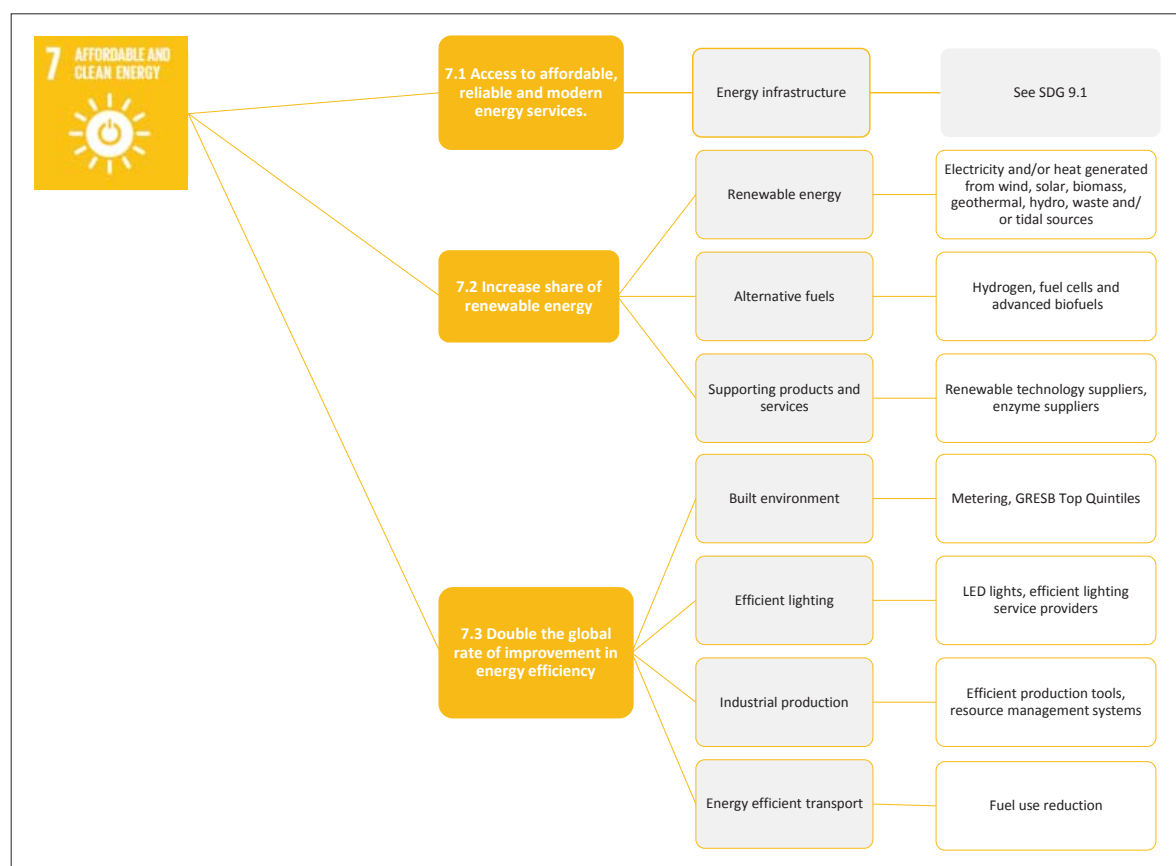 7 AFFORDABLE AND
CLEAN ENERGY
7.1 Access to affordable,
reliable and modern
energy services.
Energy infrastructure
See SDG 9.1
7.2 Increase share of
renewable energy
Renewable energy
Electricity and/or heat generated
from wind, solar, biomass,
geothermal, hydro, waste and/
or tidal sources
Alternative fuels
Hydrogen, fuel cells and
advanced biofuels
Supporting products and
services
Renewable technology suppliers,
enzyme suppliers
7.3 Double the global
rate of improvement in
energy efficiency
Built environment
Metering, GRESB Top Quintiles
Efficient lighting
LED lights, efficient lighting
service providers
Industrial production
Efficient production tools,
resource management systems
Energy efficient transport
Fuel use reduction